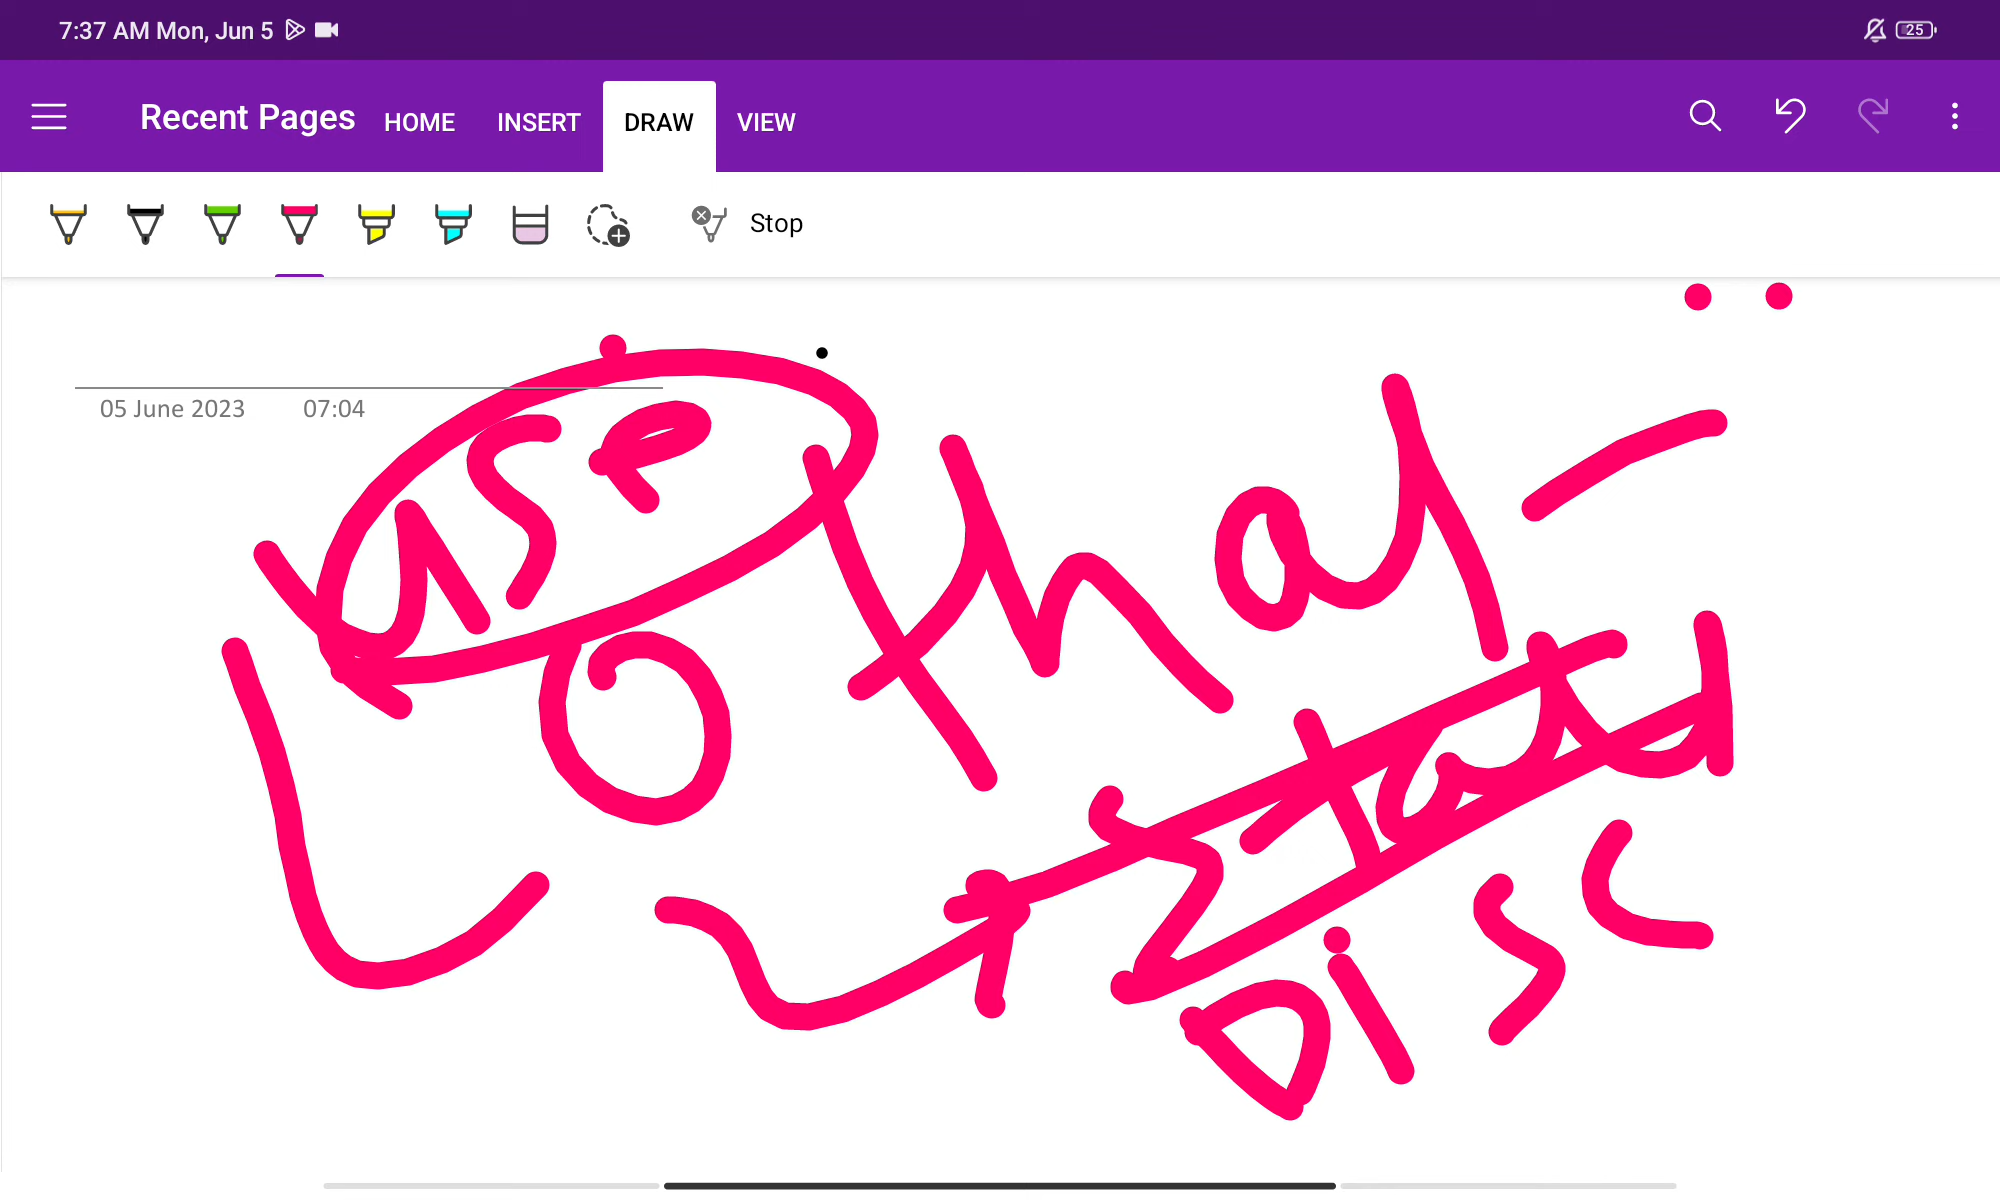 7:37 AM Mon, Jun 5
25
Recent Pages HOME INSERT DRAW VIEW
Stop
05 June 2023 07:04
use that
Disc